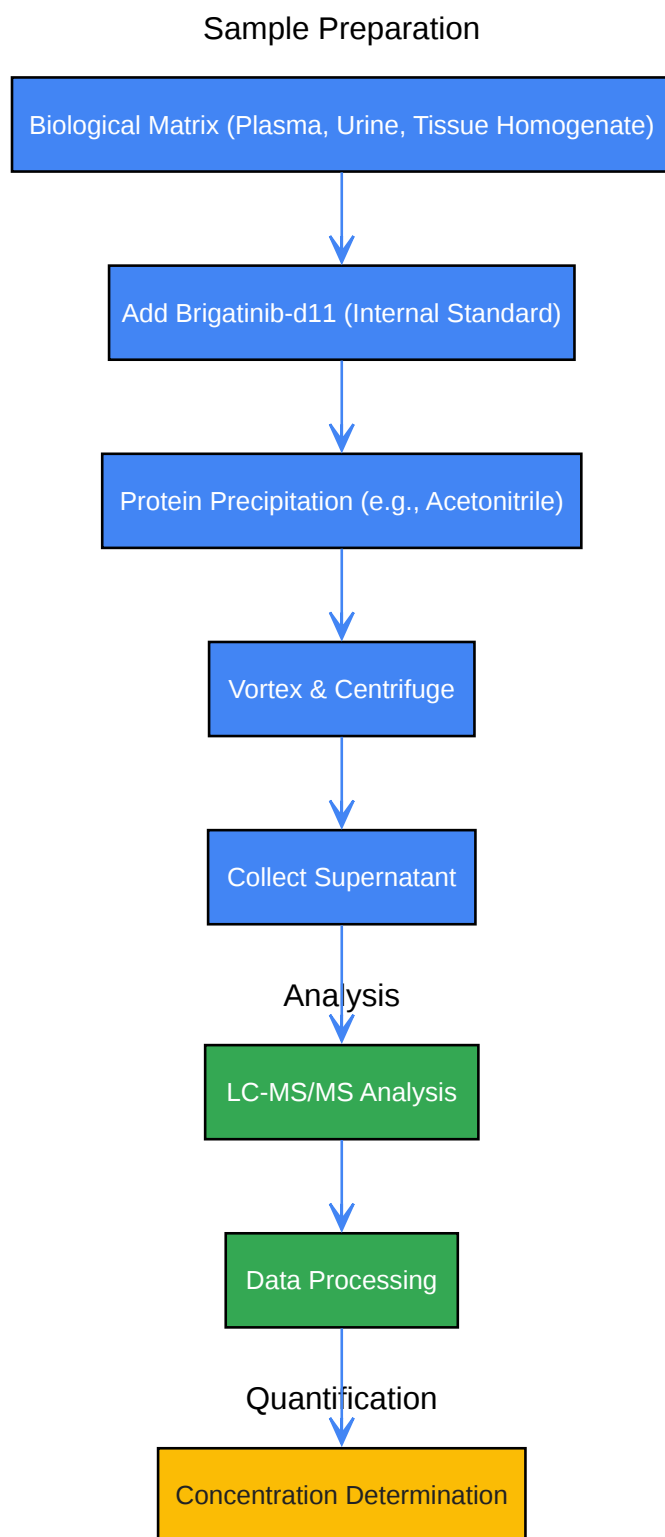 Sample Preparation
Biological Matrix (Plasma, Urine, Tissue Homogenate)
Add Brigatinib-d11 (Internal Standard)
Protein Precipitation (e.g., Acetonitrile)
Vortex & Centrifuge
Collect Supernatant
Analysis
LC-MS/MS Analysis
Data Processing
Quantification
Concentration Determination